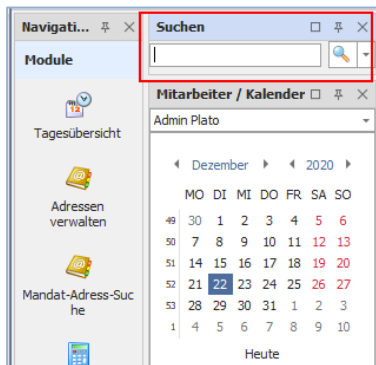 Navigati...
Module
Tagesübersicht
Adressen
verwalten
Mandat-Adress-Suc
he
Suchen
Mitarbeiter / Kalender
Admin Plato
Dezember 2020
MO DI MI DO FR SA SO
49 30 1 2 3 4 5 6
50 7 8 9 10 11 12 13
51 14 15 16 17 18 19 20
52 21 22 23 24 25 26 27
53 28 29 30 31 1 2 3
1 4 5 6 7 8 9 10
Heute